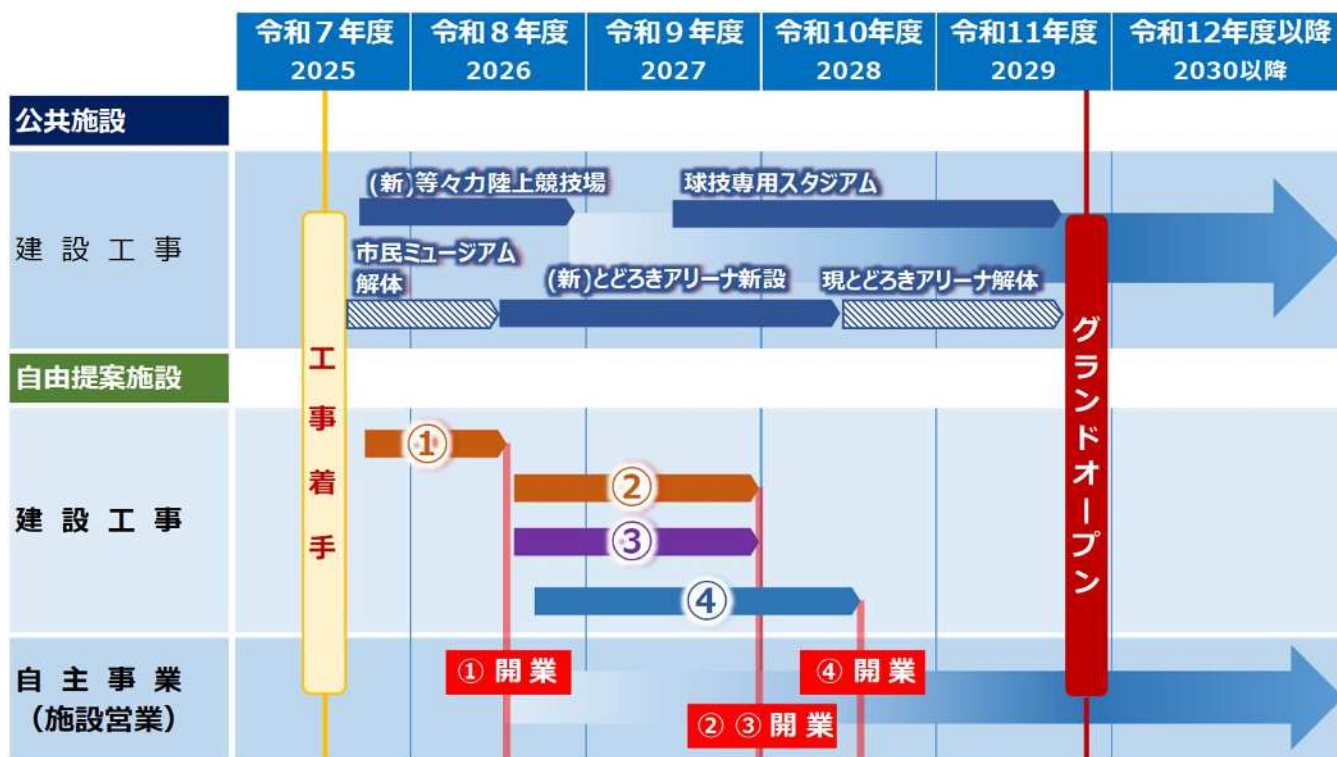 令和7年度
2025
令和8年度
2026
令和9年度
2027
令和10年度
2028
令和11年度
2029
令和12年度以降
2030以降
公共施設
建設工事
(新)等々力陸上競技場
球技専用スタジアム
市民ミュージアム
解体
(新)とどろきアリーナ新設
現とどろきアリーナ解体
工事着手
グランドオープン
自由提案施設
建設工事
①
②
③
④
自主事業
(施設営業)
①開業
④開業
②③開業